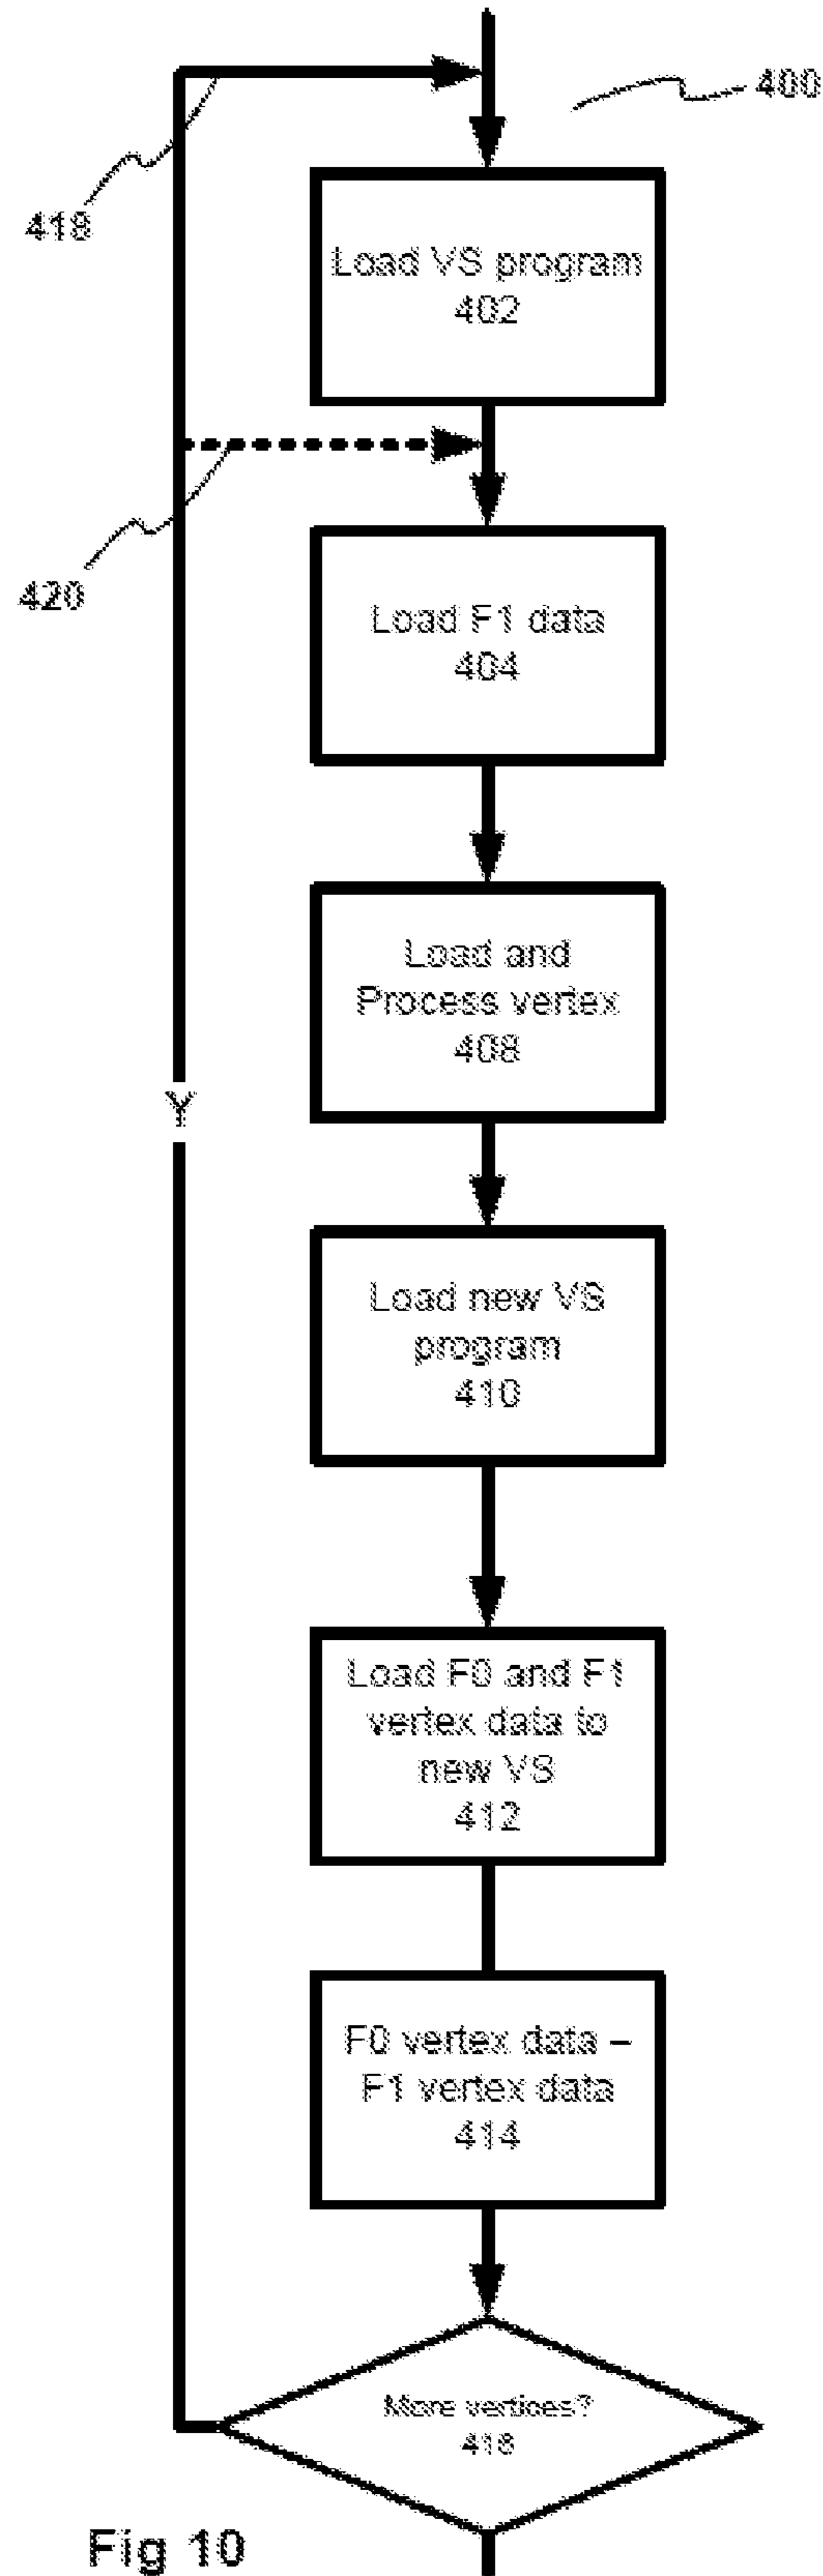 400
418
Load VS program
402
420
Load F1 data
404
Load and
Process vertex
408
Y
Load new VS
program
410
Load F0 and F1
vertex data to
new VS
412
F0 vertex data –
F1 vertex data
414
More vertices?
416
Fig 10